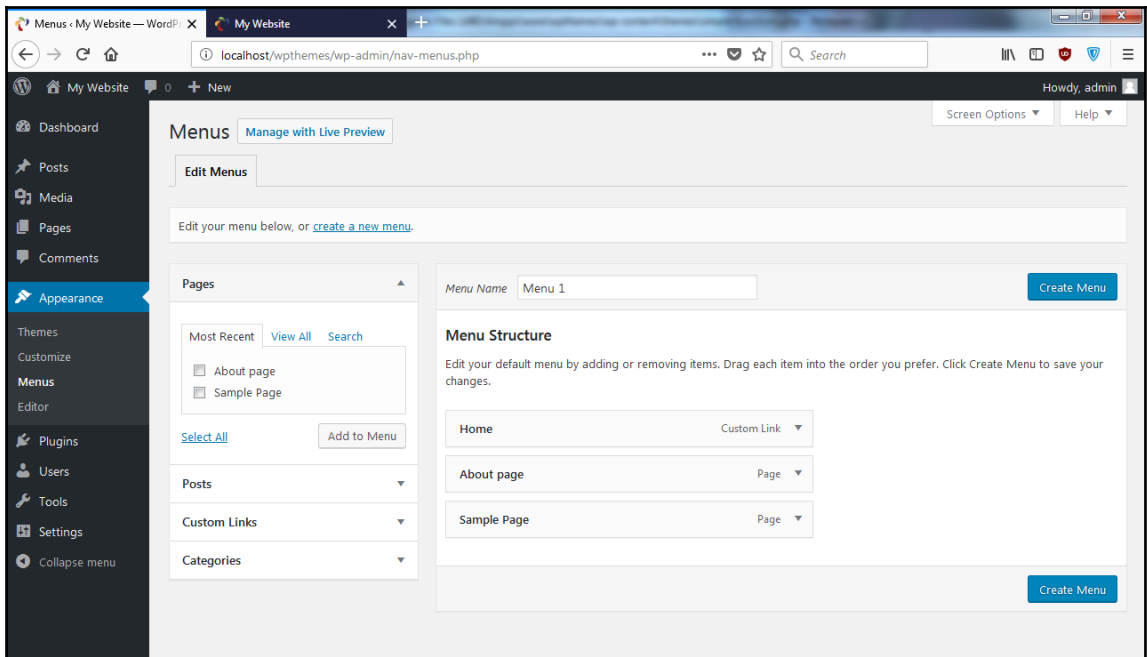 Menus ‹ My Website — WordPr
My Website
localhost/wpthemes/wp-admin/nav-menus.php
Search
My Website
0
New
Howdy, admin
Dashboard
Posts
Media
Pages
Comments
Appearance
Themes
Customize
Menus
Editor
Plugins
Users
Tools
Settings
Collapse menu
Screen Options
Help
Menus
Manage with Live Preview
Edit Menus
Edit your menu below, or create a new menu.
Pages
Most Recent View All Search
About page
Sample Page
Select All
Add to Menu
Posts
Custom Links
Categories
Menu Name Menu 1
Create Menu
Menu Structure
Edit your default menu by adding or removing items. Drag each item into the order you prefer. Click Create Menu to save your
changes.
Home Custom Link
About page Page
Sample Page Page
Create Menu